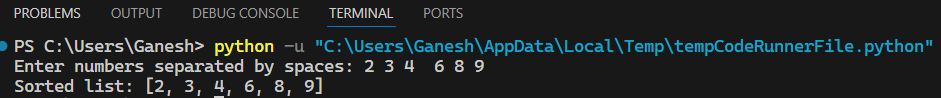 PROBLEMS OUTPUT DEBUG CONSOLE TERMINAL PORTS
PS C:\Users\Ganesh> python -u "C:\Users\Ganesh\AppData\Local\Temp\tempCodeRunnerFile.python"
Enter numbers separated by spaces: 2 3 4  6 8 9
Sorted list: [2, 3, 4, 6, 8, 9]